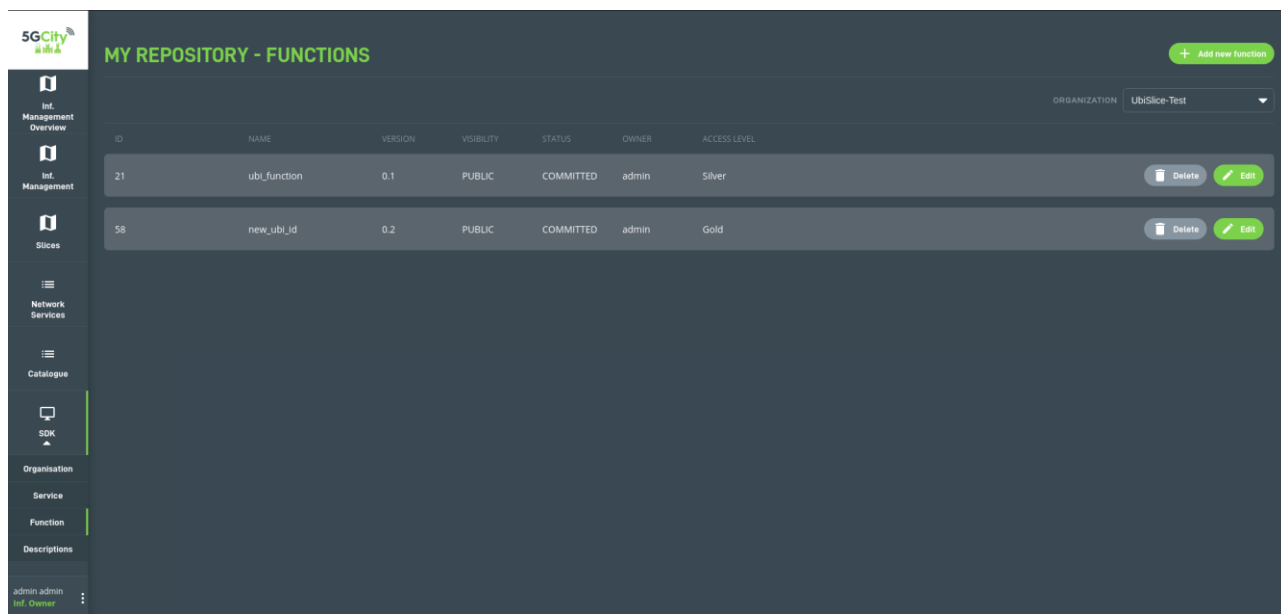 5GCity
MY REPOSITORY - FUNCTIONS
+ Add new function
ORGANIZATION UbiSlice-Test
ID NAME VERSION VISIBILITY STATUS OWNER ACCESS LEVEL
21 ubi_function 0.1 PUBLIC COMMITTED admin Silver Delete Edit
58 new_ubi_id 0.2 PUBLIC COMMITTED admin Gold Delete Edit
Inf.
Management
Overview
Inf.
Management
Slices
Network
Services
Catalogue
SDK
Organisation
Service
Function
Descriptions
admin admin
Inf. Owner